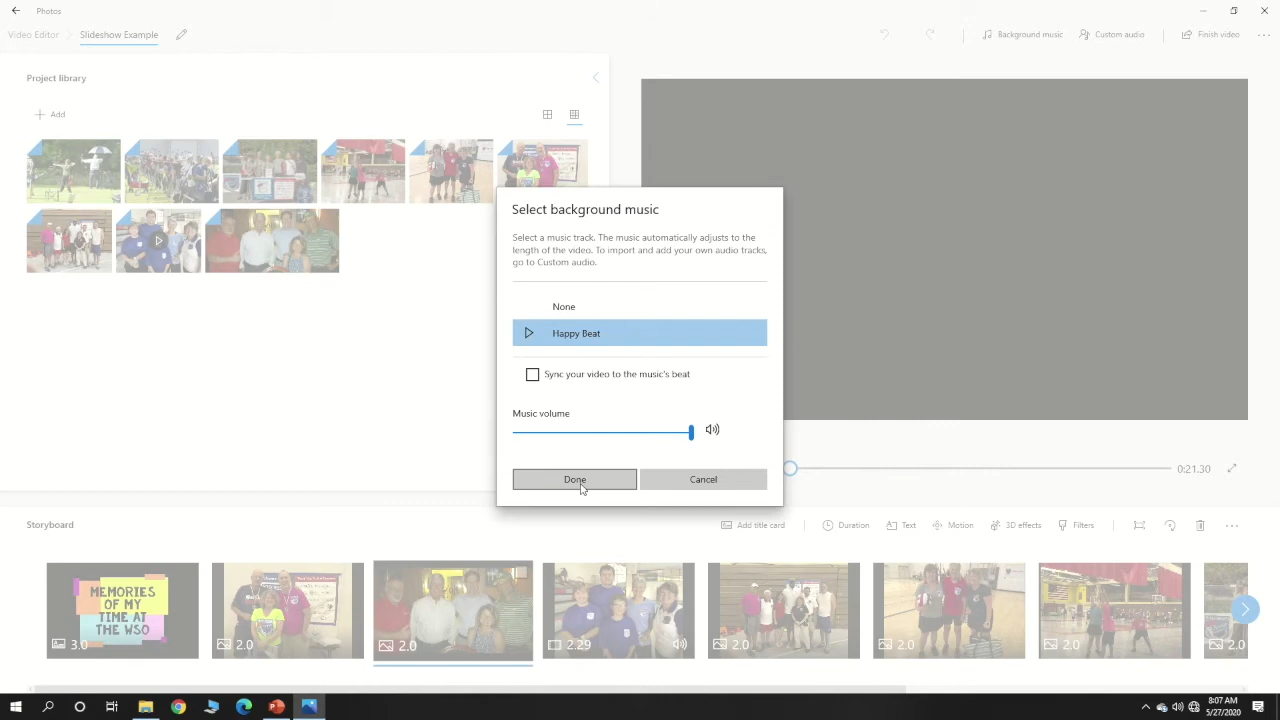 Photos
Video Editor
Slideshow Example
Background music
Custom audio
Finish video
Project library
Add
Select background music
Select a music track. The music automatically adjusts to the
length of the video. To import and add your own audio tracks,
go to Custom audio.
None
Happy Beat
Sync your video to the music's beat
Music volume
Done
Cancel
0:21.30
Storyboard
Add title card
Duration
Text
Motion
3D effects
Filters
MEMORIES
OF MY
TIME AT
THE WSO
3.0
2.0
2.0
2.29
2.0
2.0
2.0
2.0
8:07 AM
5/27/2020